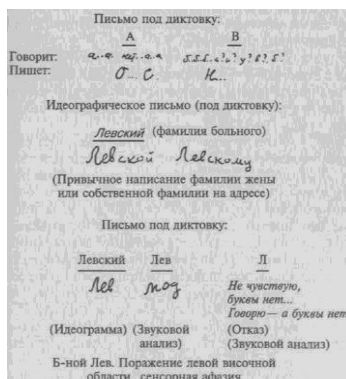 Письмо под диктовку:
А В
Говорит:
Пишет: О... С. Н...
Идеографическое письмо (под диктовку):
Левский (фамилия больного)
Левской Левскому
(Привычное написание фамилии жены
или собственной фамилии на адресе)
Письмо под диктовку:
Левский Лев Л
Лев мод Не чувствую,
буквы нет...
Говорю— а буквы нет
(Идеограмма) (Звуковой (Отказ)
анализ) (Звуковой анализ)
Б-ной Лев. Поражение левой височной
области, сенсорная афазия